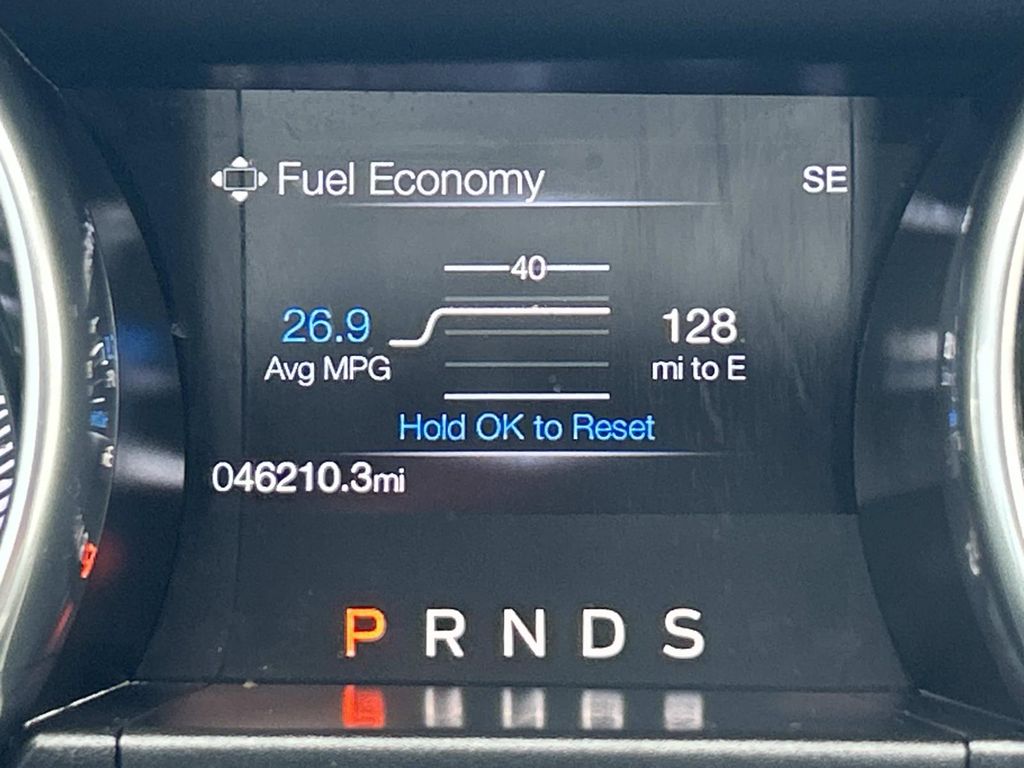 Fuel Economy SE
40
26.9 128
Avg MPG mi to E
Hold OK to Reset
046210.3mi
P R N D S